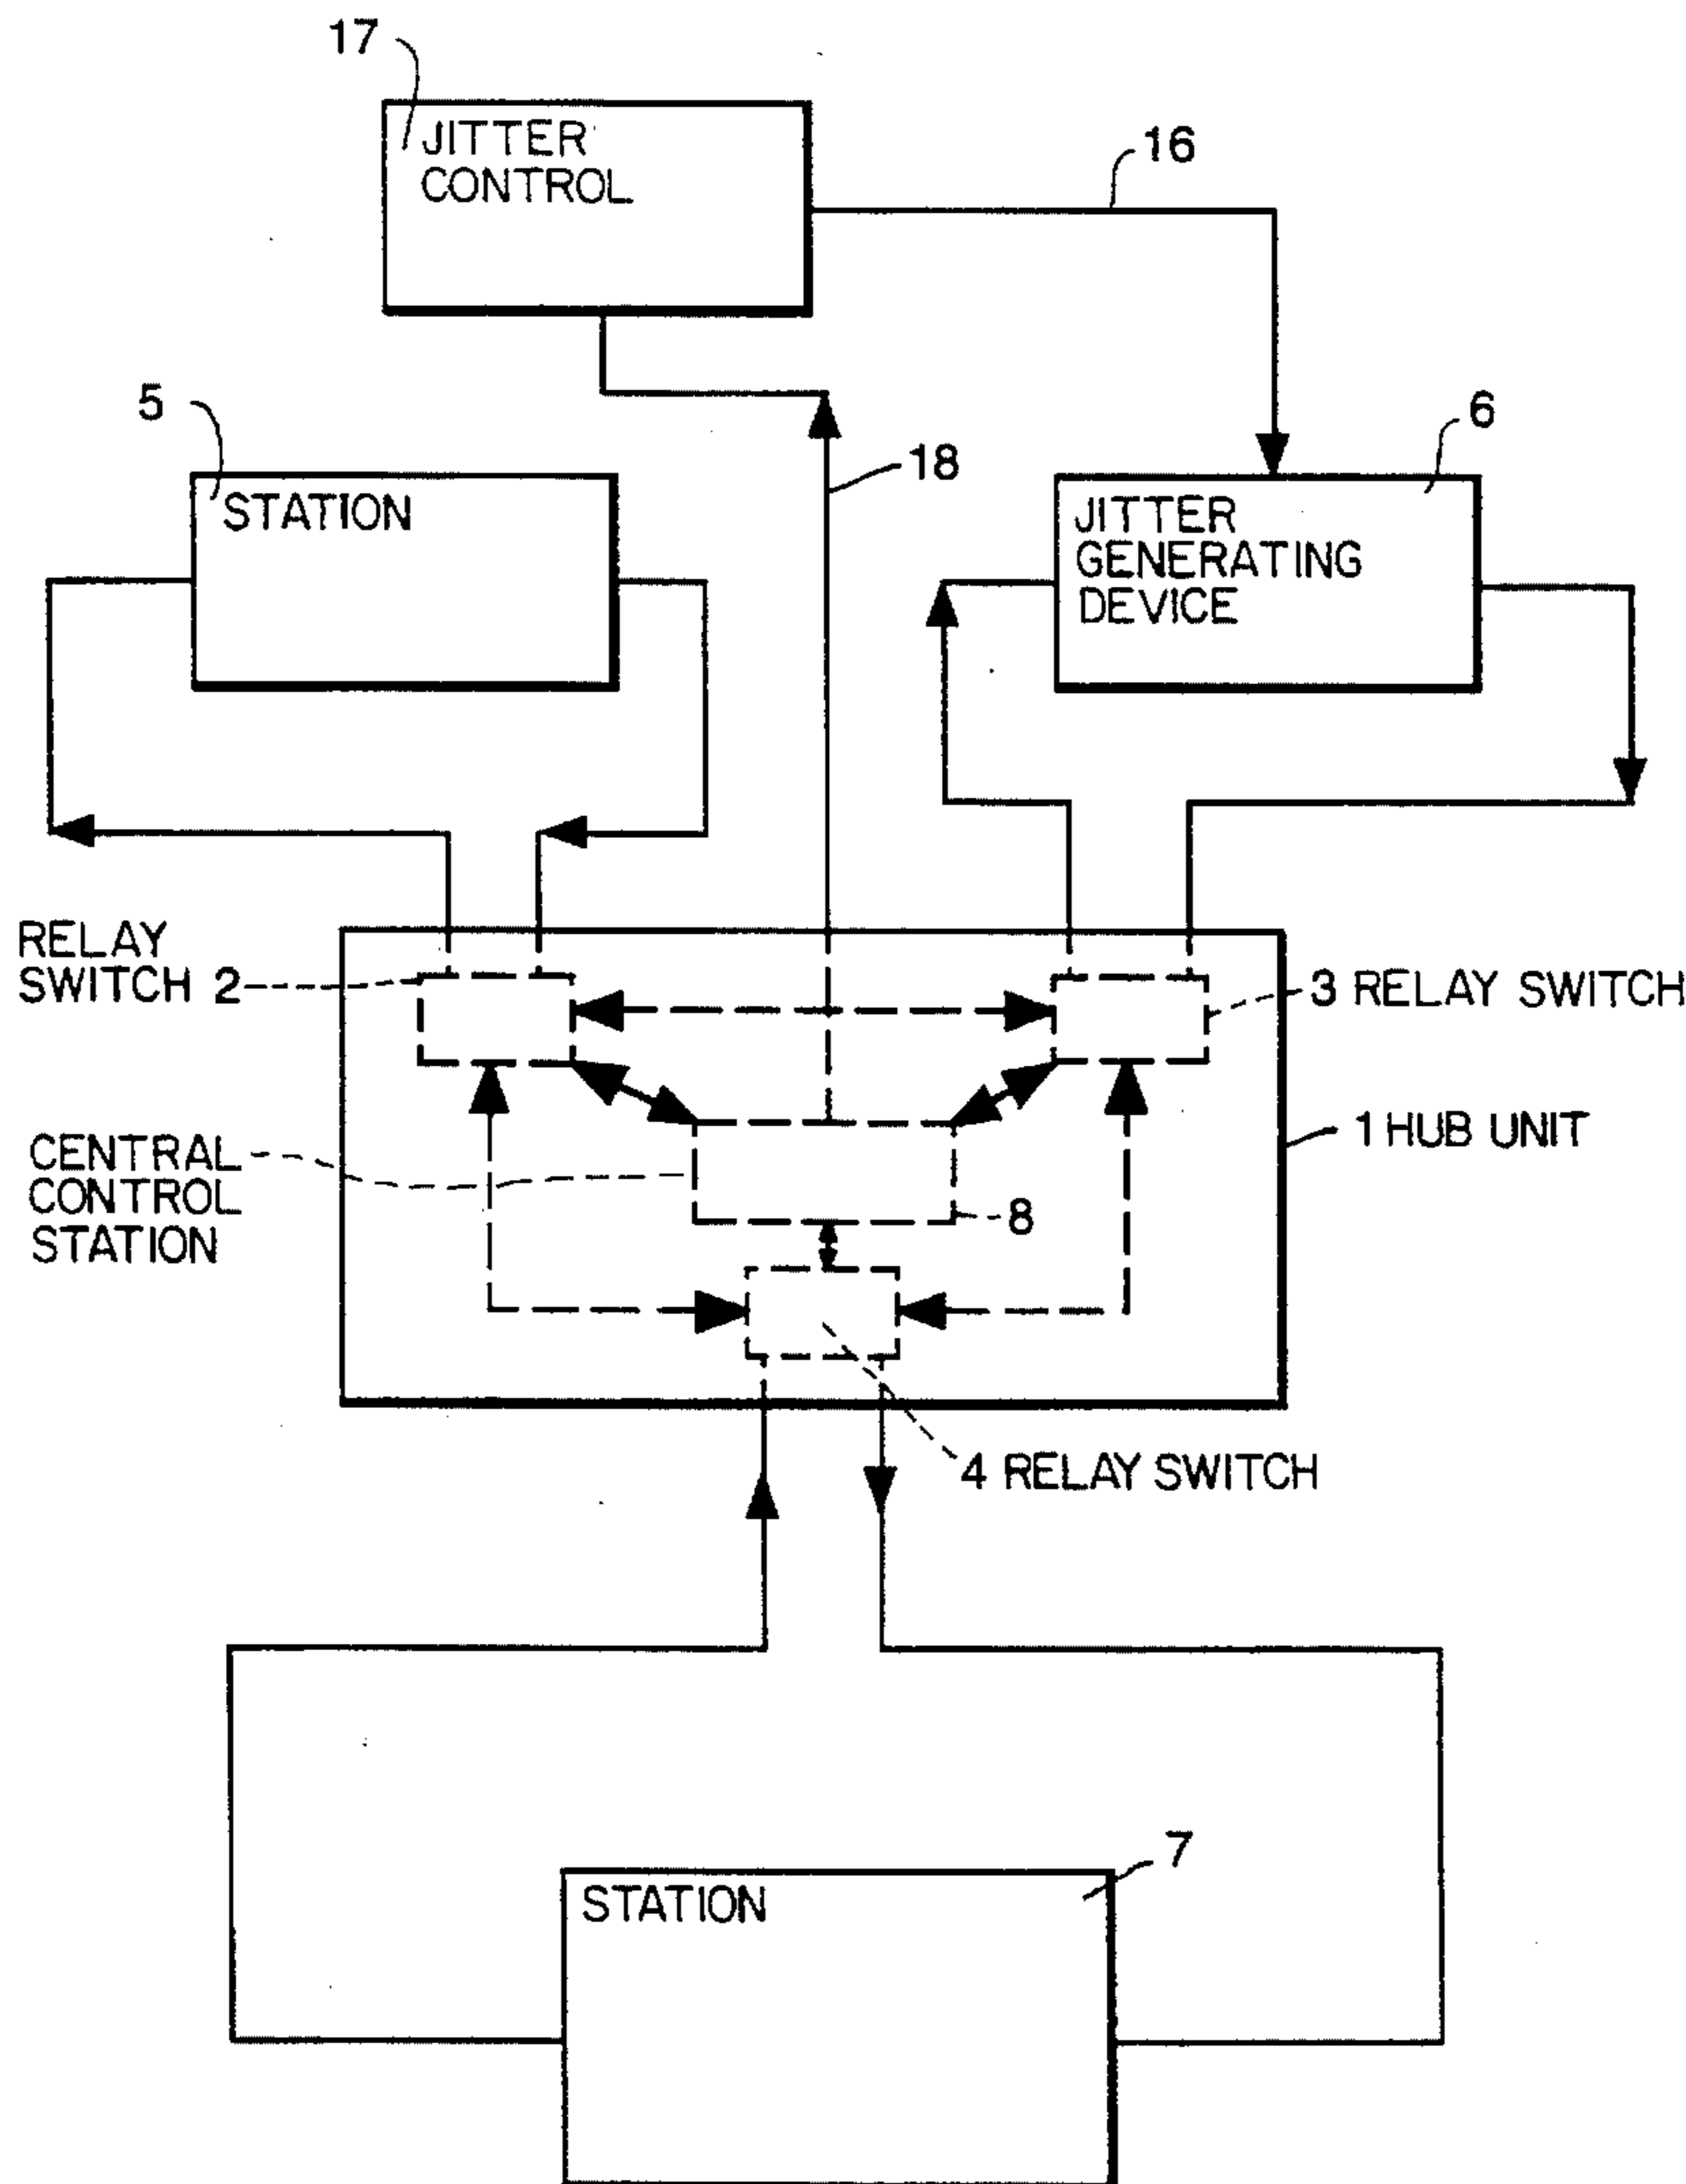 17
JITTER
CONTROL
16
5
STATION
18
6
JITTER
GENERATING
DEVICE
RELAY
SWITCH 2
3 RELAY SWITCH
1 HUB UNIT
CENTRAL
CONTROL
STATION
8
4 RELAY SWITCH
7
STATION